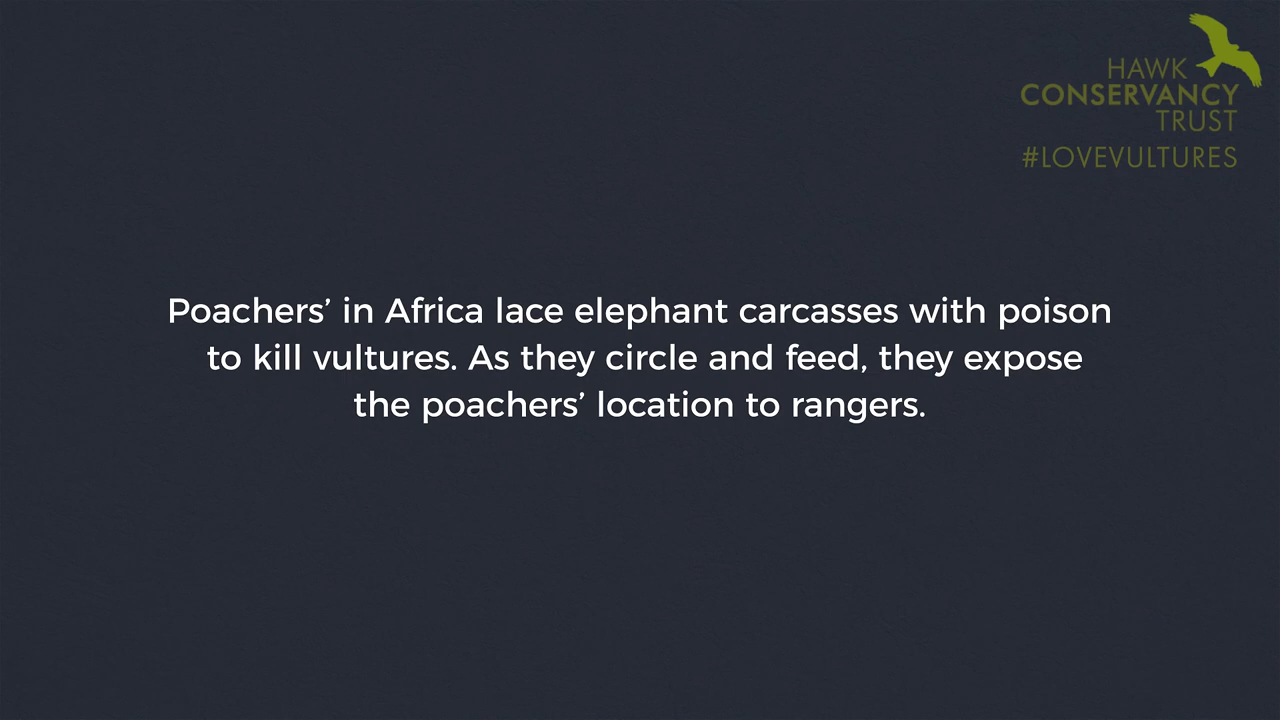 HAWK
CONSERVANCY
TRUST
#LOVEVULTURES
Poachers’ in Africa lace elephant carcasses with poison
to kill vultures. As they circle and feed, they expose
the poachers’ location to rangers.